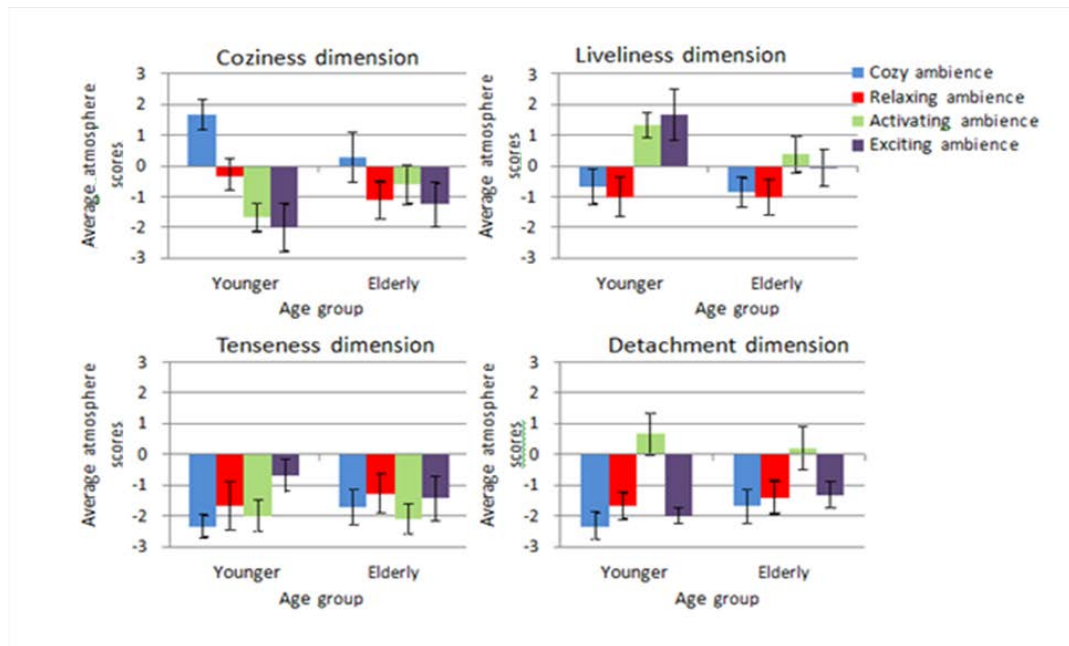 Coziness dimension
Average atmosphere
scores
3
2
1
0
-1
-2
-3
Younger
Elderly
Age group
Liveliness dimension
Average atmosphere
scores
3
2
1
0
-1
-2
-3
Younger
Elderly
Age group
Cozy ambience
Relaxing ambience
Activating ambience
Exciting ambience
Tenseness dimension
Average atmosphere
scores
3
2
1
0
-1
-2
-3
Younger
Elderly
Age group
Detachment dimension
Average atmosphere
scores
3
2
1
0
-1
-2
-3
Younger
Elderly
Age group